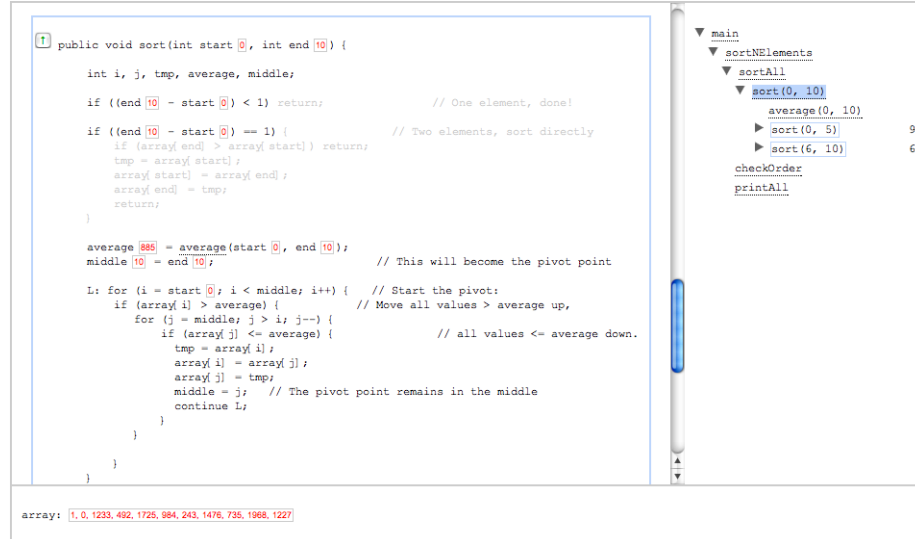 public void sort(int start 0, int end 10) {
int i, j, tmp, average, middle;
if ((end 10 - start 0) < 1) return; // One element, done!
if ((end 10 - start 0) == 1) { // Two elements, sort directly
if (array[end] > array[start]) return;
tmp = array[start];
array[start] = array[end];
array[end] = tmp;
return;
}
average 885 = average(start 0, end 10);
middle 10 = end 10; // This will become the pivot point
L: for (i = start 0; i < middle; i++) { // Start the pivot:
if (array[i] > average) { // Move all values > average up,
for (j = middle; j > i; j--) {
if (array[j] <= average) { // all values <= average down.
tmp = array[i];
array[i] = array[j];
array[j] = tmp;
middle = j; // The pivot point remains in the middle
continue L;
}
}
}
}
main
sortNElements
sortAll
sort(0, 10)
average(0, 10)
sort(0, 5) 9
sort(6, 10) 6
checkOrder
printAll
array: 1, 0, 1233, 492, 1725, 984, 243, 1476, 735, 1968, 1227